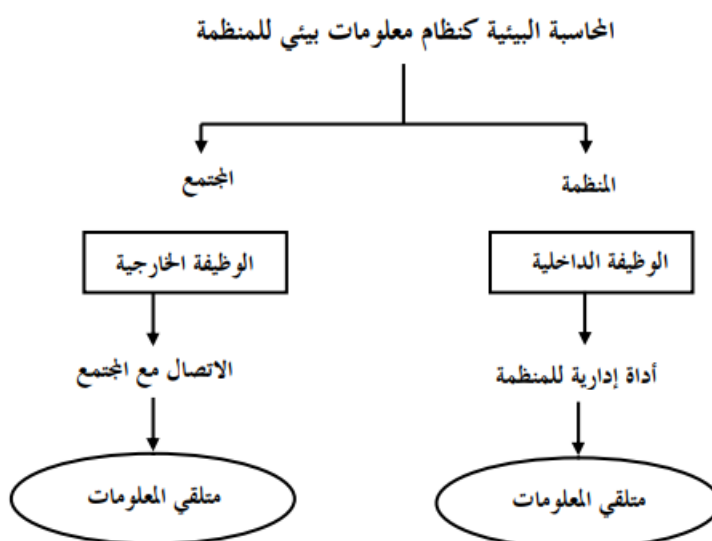 المحاسبة البيئية كنظام معلومات بيئي للمنظمة
المنظمة
المجتمع
الوظيفة الداخلية
الوظيفة الخارجية
أداة إدارية للمنظمة
الاتصال مع المجتمع
متلقي المعلومات
متلقي المعلومات